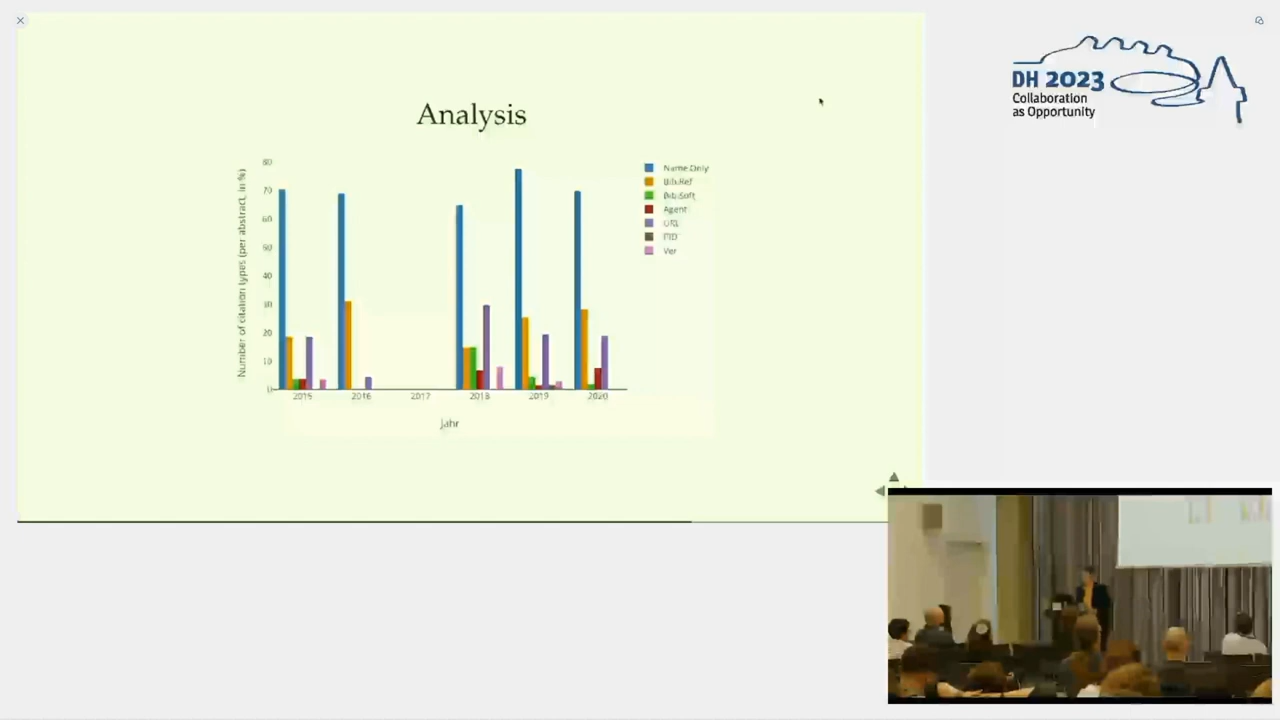 DH 2023
Collaboration
as Opportunity
Analysis
Number of citation types (per abstract, in %)
80
70
60
50
40
30
20
10
0
2015
2016
2017
2018
2019
2020
Jahr
Name.Only
Bib.Ref
Bib.Soft
Agent
URL
PID
Ver